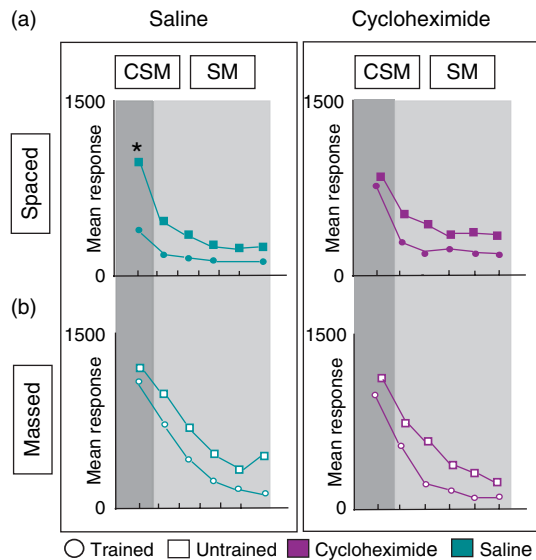 (a) Saline Cycloheximide
CSM SM CSM SM
1500 1500
*
Spaced
Mean response Mean response
0 0
(b)
1500 1500
Massed
Mean response Mean response
0 0
Trained Untrained Cycloheximide Saline